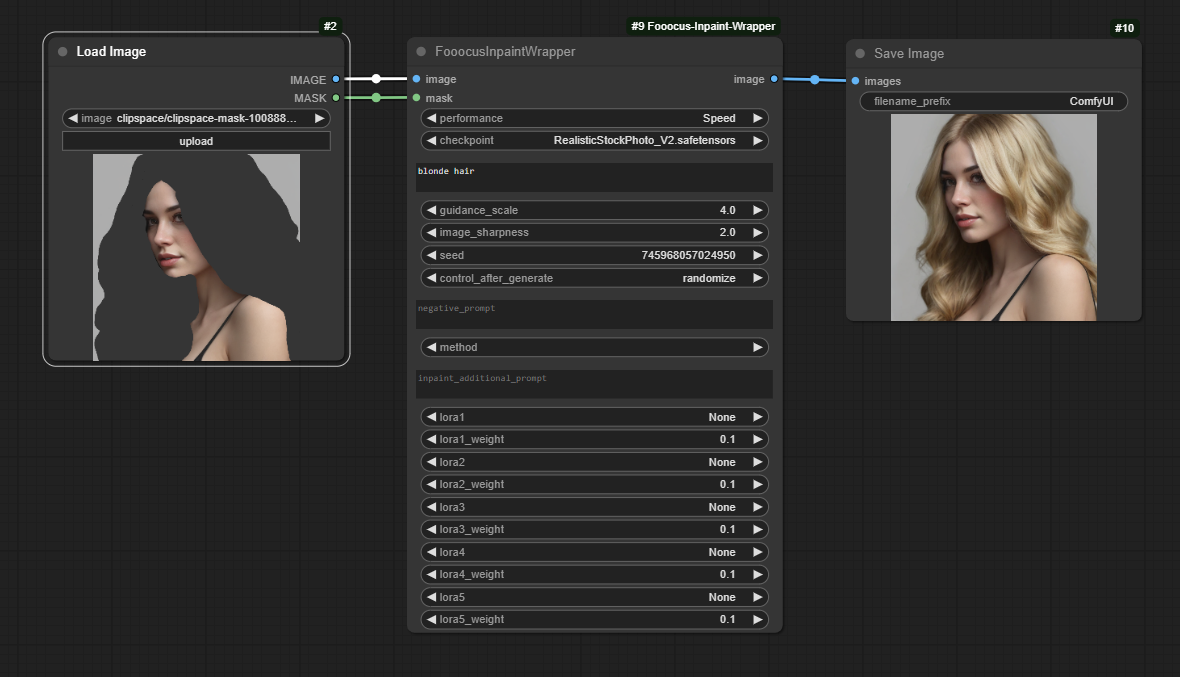 #2
Load Image
IMAGE
MASK
image clipspace/clipspace-mask-100888...
upload
#9 Fooocus-Inpaint-Wrapper
FooocusInpaintWrapper
image image
mask
performance Speed
checkpoint RealisticStockPhoto_V2.safetensors
blonde hair
guidance_scale 4.0
image_sharpness 2.0
seed 745968057024950
control_after_generate randomize
negative_prompt
method
inpaint_additional_prompt
lora1 None
lora1_weight 0.1
lora2 None
lora2_weight 0.1
lora3 None
lora3_weight 0.1
lora4 None
lora4_weight 0.1
lora5 None
lora5_weight 0.1
#10
Save Image
images
filename_prefix ComfyUI